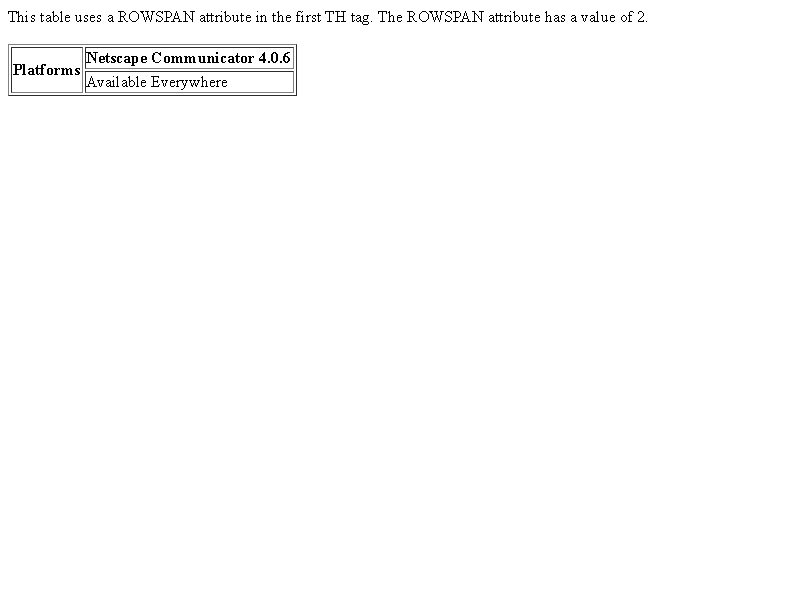 This table uses a ROWSPAN attribute in the first TH tag. The ROWSPAN attribute has a value of 2.
Platforms
Netscape Communicator 4.0.6
Available Everywhere